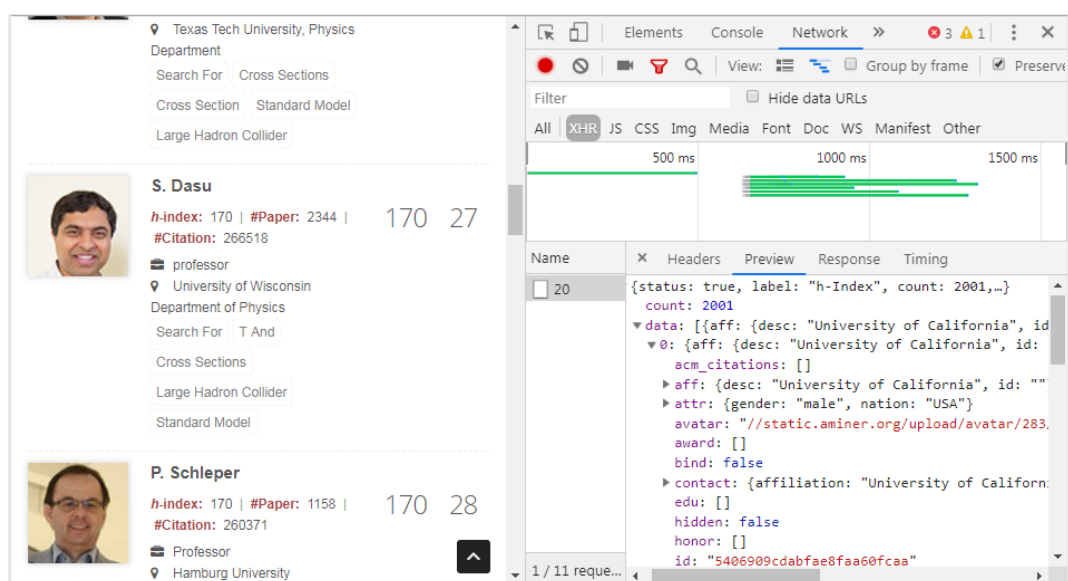 Texas Tech University, Physics
Department
Search For Cross Sections
Cross Section Standard Model
Large Hadron Collider
S. Dasu
h-index: 170 | #Paper: 2344 |
#Citation: 266518
170 27
professor
University of Wisconsin
Department of Physics
Search For T And
Cross Sections
Large Hadron Collider
Standard Model
P. Schleper
h-index: 170 | #Paper: 1158 |
#Citation: 260371
170 28
Professor
Hamburg University
Elements Console Network » 3 1
View: Group by frame Preserve
Filter Hide data URLs
All XHR JS CSS Img Media Font Doc WS Manifest Other
500 ms 1000 ms 1500 ms
Name × Headers Preview Response Timing
20
{status: true, label: "h-Index", count: 2001,…}
count: 2001
▼data: [{aff: {desc: "University of California", id
▼0: {aff: {desc: "University of California", id:
acm_citations: []
▶aff: {desc: "University of California", id: ""
▶attr: {gender: "male", nation: "USA"}
avatar: "//static.aminer.org/upload/avatar/283,
award: []
bind: false
▶contact: {affiliation: "University of Californ
edu: []
hidden: false
honor: []
id: "5406909cdabfae8faa60fcaa"
1 / 11 reque...